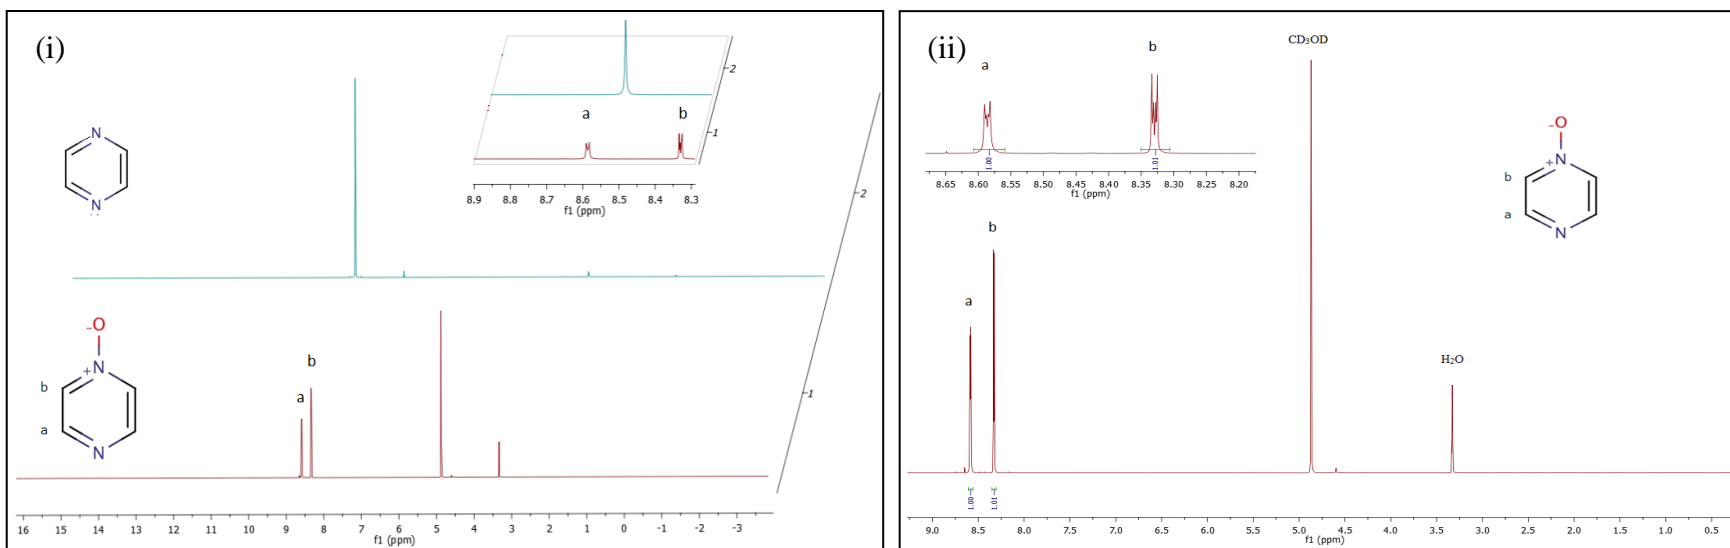 (i)
N
N
a
b
2
1
8.9 8.8 8.7 8.6 8.5 8.4 8.3
f1 (ppm)
2
1
-O
N
+
N
b
a
a
b
16 15 14 13 12 11 10 9 8 7 6 5 4 3 2 1 0 -1 -2 -3
f1 (ppm)
(ii)
a
b
1.00
1.01
8.65 8.60 8.55 8.50 8.45 8.40 8.35 8.30 8.25 8.20
f1 (ppm)
CD₃OD
-O
N
+
N
b
a
a
b
H₂O
1.00
1.01
9.0 8.5 8.0 7.5 7.0 6.5 6.0 5.5 5.0 4.5 4.0 3.5 3.0 2.5 2.0 1.5 1.0 0.5
f1 (ppm)